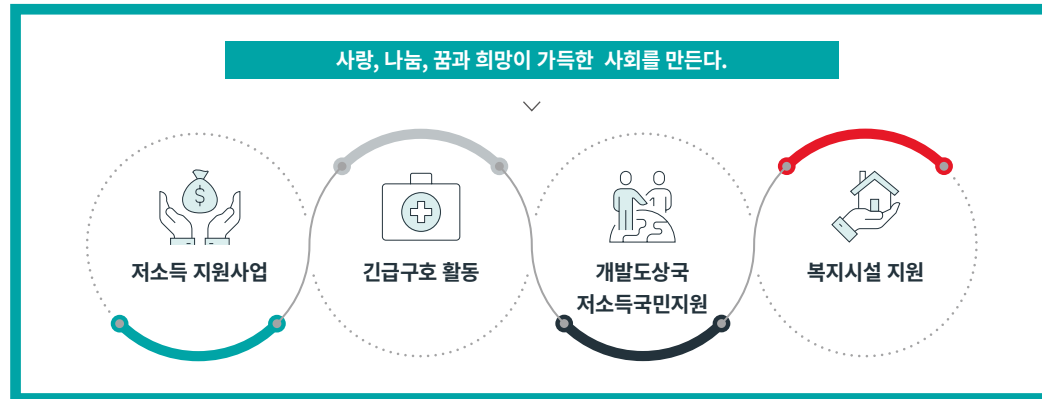 사랑, 나눔, 꿈과 희망이 가득한 사회를 만든다.
$
저소득 지원사업
긴급구호 활동
개발도상국
저소득국민지원
복지시설 지원